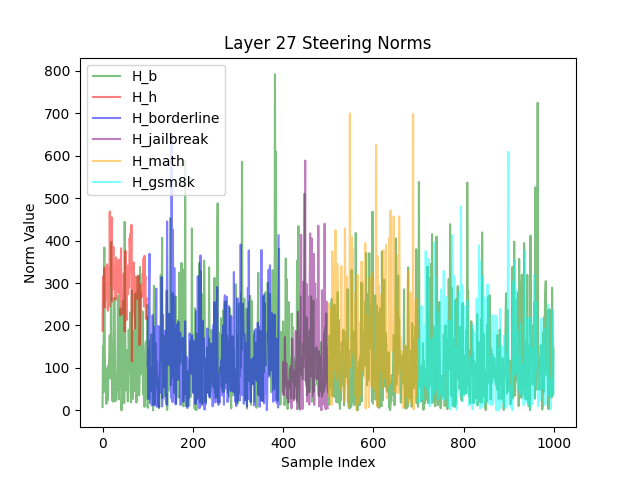 Layer 27 Steering Norms
H_b
H_h
H_borderline
H_jailbreak
H_math
H_gsm8k
800
700
600
500
400
300
200
100
0
Norm Value
0 200 400 600 800 1000
Sample Index